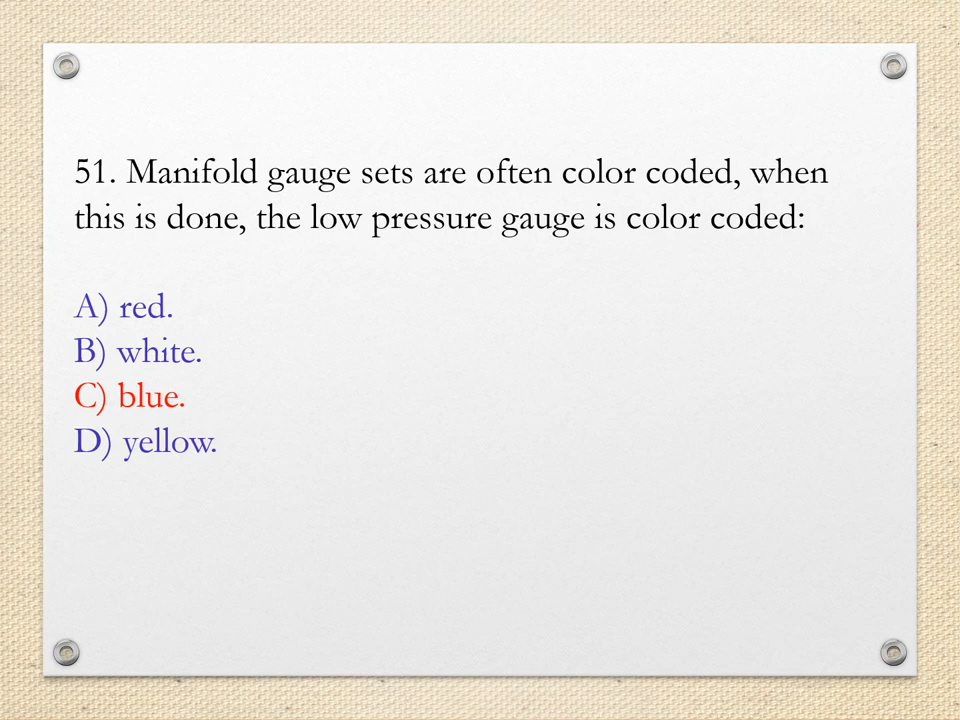 51. Manifold gauge sets are often color coded, when
this is done, the low pressure gauge is color coded:
A) red.
B) white.
C) blue.
D) yellow.